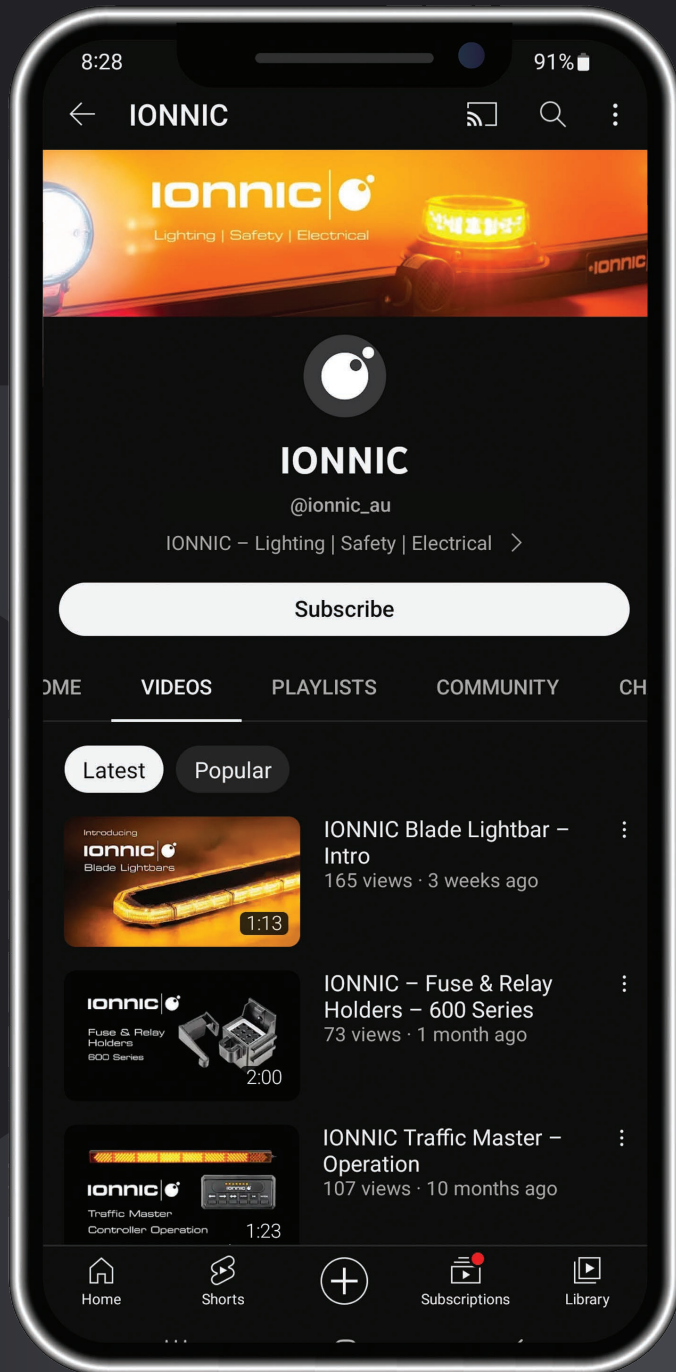 8:28
91%
IONNIC
IONNIC
Lighting | Safety | Electrical
IONNIC
IONNIC
@ionnic_au
IONNIC – Lighting | Safety | Electrical
Subscribe
OME
VIDEOS
PLAYLISTS
COMMUNITY
CH
Latest
Popular
Introducing
IONNIC
Blade Lightbars
1:13
IONNIC Blade Lightbar –
Intro
165 views · 3 weeks ago
IONNIC
Fuse & Relay
Holders
600 Series
2:00
IONNIC – Fuse & Relay
Holders – 600 Series
73 views · 1 month ago
IONNIC
Traffic Master
Controller Operation
1:23
IONNIC Traffic Master –
Operation
107 views · 10 months ago
Home
Shorts
Subscriptions
Library